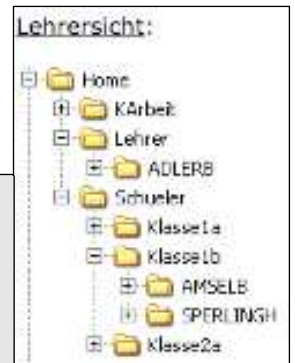 Lehrersicht:
Home
KArbeit
Lehrer
ADLERB
Schueler
Klasse1a
Klasse1b
AMSELB
SPERLINGH
Klasse2a